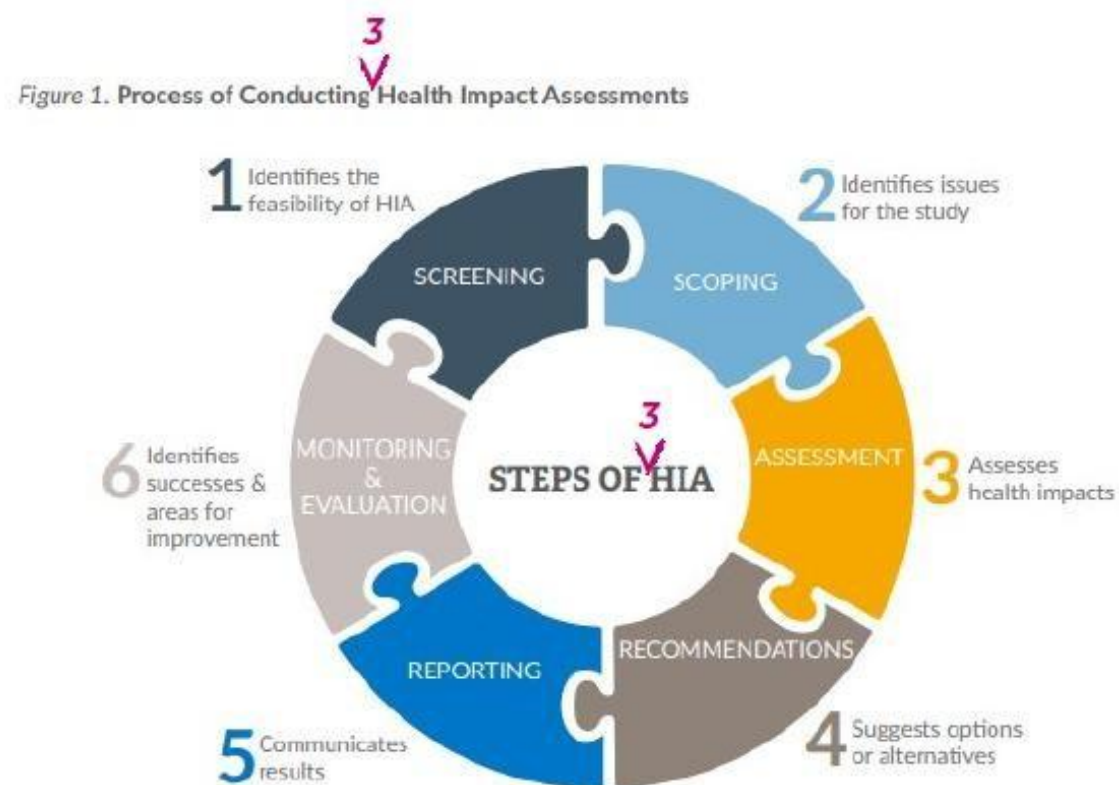 3
Figure 1. Process of Conducting Health Impact Assessments
1 Identifies the
feasibility of HIA
SCREENING
2 Identifies issues
for the study
SCOPING
3 Assesses
health impacts
ASSESSMENT
4 Suggests options
or alternatives
RECOMMENDATIONS
5 Communicates
results
REPORTING
6 Identifies
successes &
areas for
improvement
MONITORING
&
EVALUATION
3
STEPS OF HIA